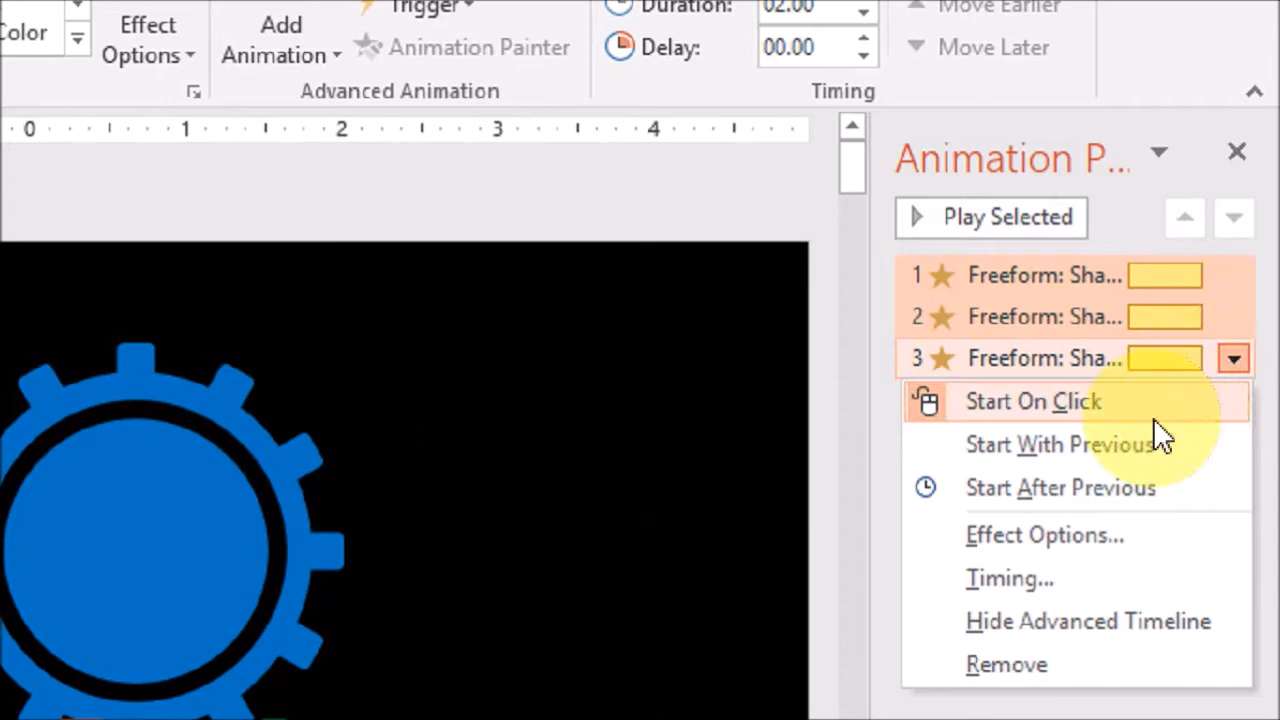 Color
Effect
Options
Add
Animation
Trigger
Animation Painter
Advanced Animation
Duration: 02.00
Delay: 00.00
Move Earlier
Move Later
Timing
0 1 2 3 4
Animation P...
Play Selected
1 Freeform: Sha...
2 Freeform: Sha...
3 Freeform: Sha...
Start On Click
Start With Previous
Start After Previous
Effect Options...
Timing...
Hide Advanced Timeline
Remove